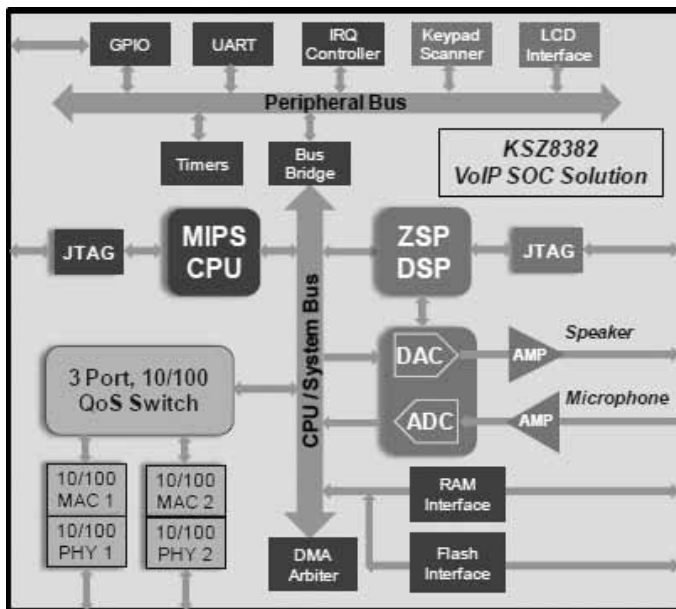 GPIO
UART
IRQ
Controller
Keypad
Scanner
LCD
Interface
Peripheral Bus
Timers
Bus
Bridge
KSZ8382
VoIP SOC Solution
JTAG
MIPS
CPU
ZSP
DSP
JTAG
CPU / System Bus
3 Port, 10/100
QoS Switch
DAC
AMP
Speaker
ADC
AMP
Microphone
10/100
MAC 1
10/100
MAC 2
10/100
PHY 1
10/100
PHY 2
RAM
Interface
DMA
Arbiter
Flash
Interface